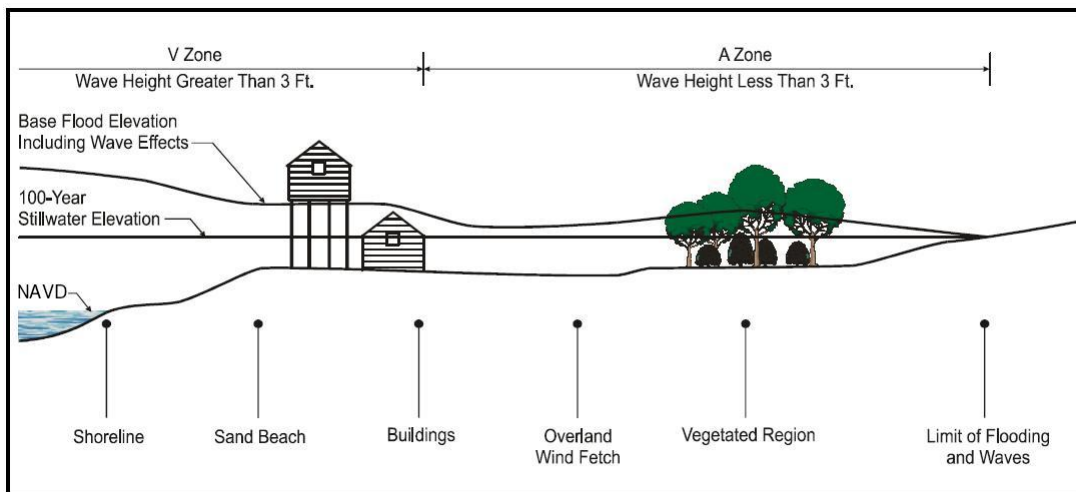 V Zone
Wave Height Greater Than 3 Ft.
A Zone
Wave Height Less Than 3 Ft.
Base Flood Elevation
Including Wave Effects
100-Year
Stillwater Elevation
NAVD
Shoreline
Sand Beach
Buildings
Overland
Wind Fetch
Vegetated Region
Limit of Flooding
and Waves